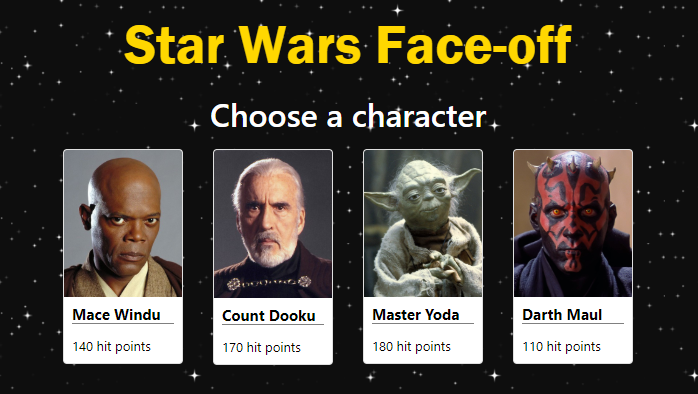 Star Wars Face-off
Choose a character
Mace Windu
140 hit points
Count Dooku
170 hit points
Master Yoda
180 hit points
Darth Maul
110 hit points